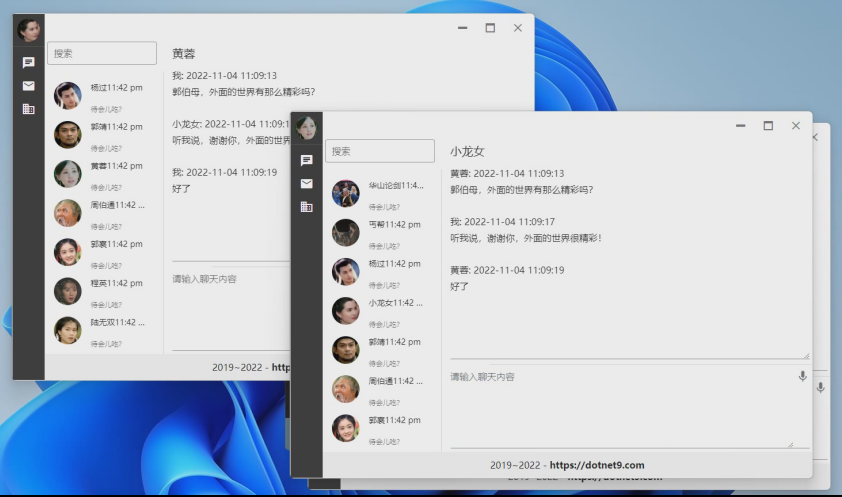 搜索
杨过11:42 pm
待会儿吃?
郭靖11:42 pm
待会儿吃?
黄蓉11:42 pm
待会儿吃?
周伯通11:42 ...
待会儿吃?
郭襄11:42 pm
待会儿吃?
程英11:42 pm
待会儿吃?
陆无双11:42 ...
待会儿吃?
黄蓉
我: 2022-11-04 11:09:13
郭伯母，外面的世界有那么精彩吗?
小龙女: 2022-11-04 11:09:1
听我说，谢谢你，外面的世界
我: 2022-11-04 11:09:19
好了
请输入聊天内容
2019~2022 - http
搜索
华山论剑11:4...
待会儿吃?
丐帮11:42 pm
待会儿吃?
杨过11:42 pm
待会儿吃?
小龙女11:42 ...
待会儿吃?
郭靖11:42 pm
待会儿吃?
周伯通11:42 ...
待会儿吃?
郭襄11:42 pm
待会儿吃?
小龙女
黄蓉: 2022-11-04 11:09:13
郭伯母，外面的世界有那么精彩吗?
我: 2022-11-04 11:09:17
听我说，谢谢你，外面的世界很精彩!
黄蓉: 2022-11-04 11:09:19
好了
请输入聊天内容
2019~2022 - https://dotnet9.com